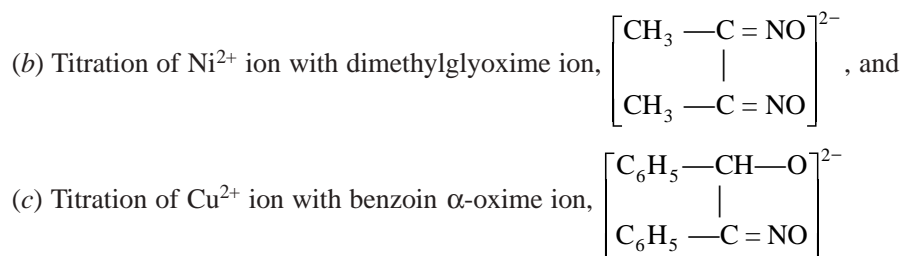 CH₃ —C = NO 2−
(b) Titration of Ni²⁺ ion with dimethylglyoxime ion, | , and
CH₃ —C = NO
C₆H₅ —CH—O 2−
(c) Titration of Cu²⁺ ion with benzoin α-oxime ion, |
C₆H₅ —C = NO